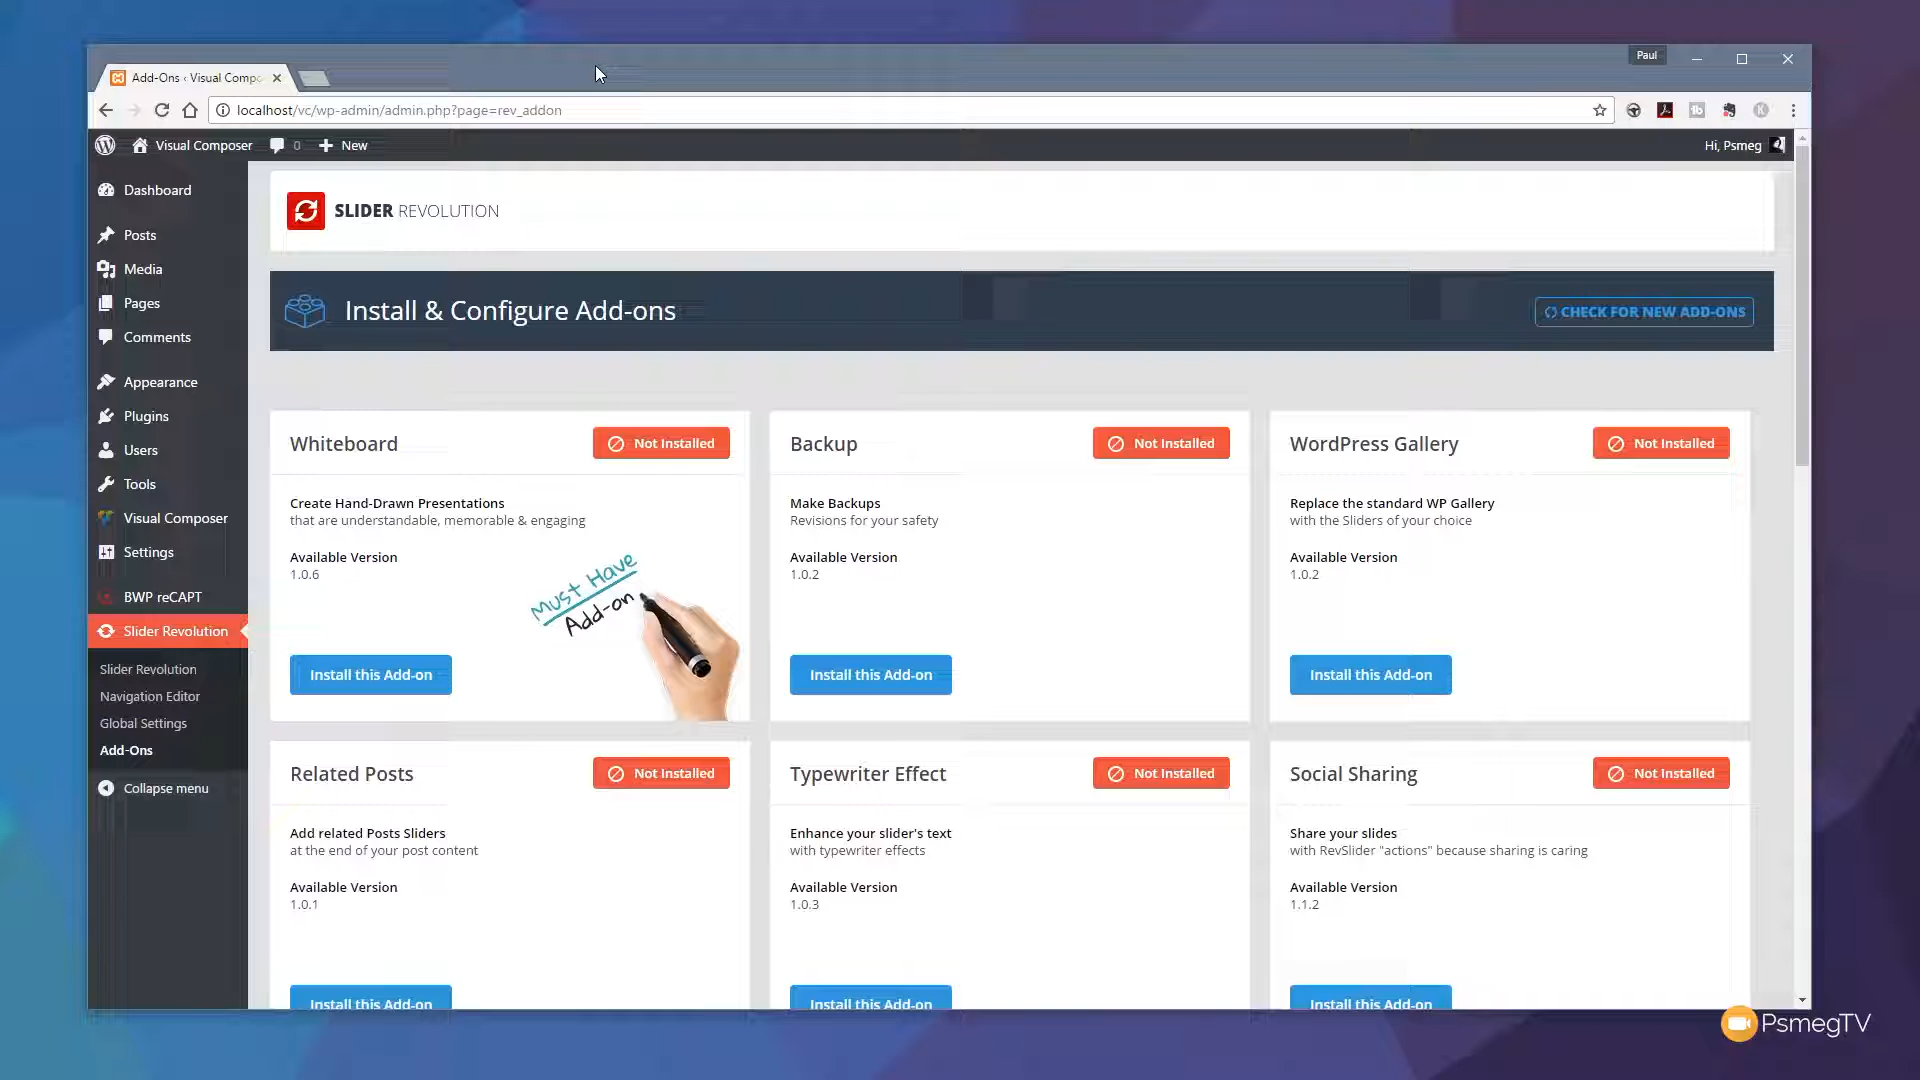 Paul
Add-Ons ‹ Visual Compo
localhost/vc/wp-admin/admin.php?page=rev_addon
Visual Composer
0
New
Hi, Psmeg
Dashboard
Posts
Media
Pages
Comments
Appearance
Plugins
Users
Tools
Visual Composer
Settings
BWP reCAPT
Slider Revolution
Slider Revolution
Navigation Editor
Global Settings
Add-Ons
Collapse menu
SLIDER REVOLUTION
Install & Configure Add-ons
CHECK FOR NEW ADD-ONS
Whiteboard
Not Installed
Create Hand-Drawn Presentations
that are understandable, memorable & engaging
Available Version
1.0.6
Must Have
Add-on
Install this Add-on
Backup
Not Installed
Make Backups
Revisions for your safety
Available Version
1.0.2
Install this Add-on
WordPress Gallery
Not Installed
Replace the standard WP Gallery
with the Sliders of your choice
Available Version
1.0.2
Install this Add-on
Related Posts
Not Installed
Add related Posts Sliders
at the end of your post content
Available Version
1.0.1
Install this Add-on
Typewriter Effect
Not Installed
Enhance your slider's text
with typewriter effects
Available Version
1.0.3
Install this Add-on
Social Sharing
Not Installed
Share your slides
with RevSlider "actions" because sharing is caring
Available Version
1.1.2
Install this Add-on
PsmegTV